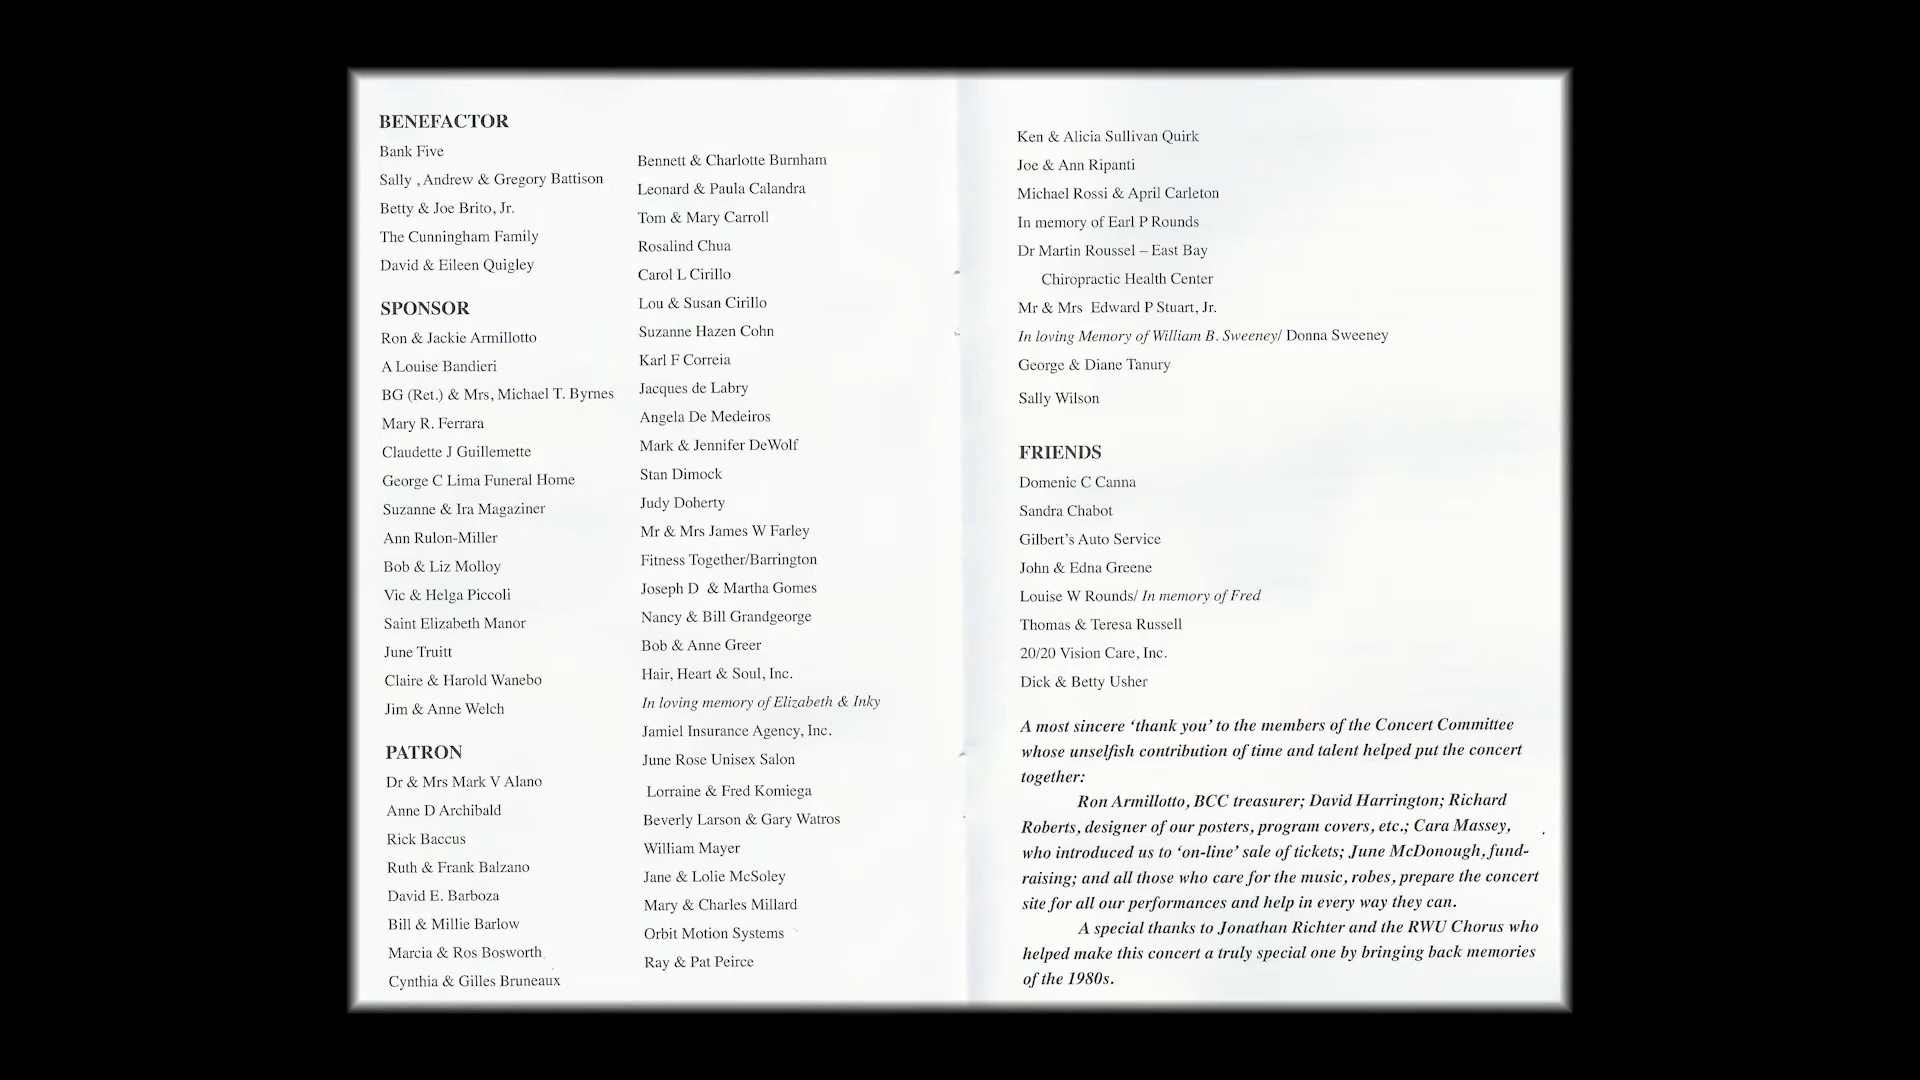 BENEFACTOR
Bank Five
Sally , Andrew & Gregory Battison
Betty & Joe Brito, Jr.
The Cunningham Family
David & Eileen Quigley
SPONSOR
Ron & Jackie Armillotto
A Louise Bandieri
BG (Ret.) & Mrs, Michael T. Byrnes
Mary R. Ferrara
Claudette J Guillemette
George C Lima Funeral Home
Suzanne & Ira Magaziner
Ann Rulon-Miller
Bob & Liz Molloy
Vic & Helga Piccoli
Saint Elizabeth Manor
June Truitt
Claire & Harold Wanebo
Jim & Anne Welch
PATRON
Dr & Mrs Mark V Alano
Anne D Archibald
Rick Baccus
Ruth & Frank Balzano
David E. Barboza
Bill & Millie Barlow
Marcia & Ros Bosworth
Cynthia & Gilles Bruneaux
Bennett & Charlotte Burnham
Leonard & Paula Calandra
Tom & Mary Carroll
Rosalind Chua
Carol L Cirillo
Lou & Susan Cirillo
Suzanne Hazen Cohn
Karl F Correia
Jacques de Labry
Angela De Medeiros
Mark & Jennifer DeWolf
Stan Dimock
Judy Doherty
Mr & Mrs James W Farley
Fitness Together/Barrington
Joseph D & Martha Gomes
Nancy & Bill Grandgeorge
Bob & Anne Greer
Hair, Heart & Soul, Inc.
In loving memory of Elizabeth & Inky
Jamiel Insurance Agency, Inc.
June Rose Unisex Salon
Lorraine & Fred Komiega
Beverly Larson & Gary Watros
William Mayer
Jane & Lolie McSoley
Mary & Charles Millard
Orbit Motion Systems
Ray & Pat Peirce
Ken & Alicia Sullivan Quirk
Joe & Ann Ripanti
Michael Rossi & April Carleton
In memory of Earl P Rounds
Dr Martin Roussel – East Bay
Chiropractic Health Center
Mr & Mrs Edward P Stuart, Jr.
In loving Memory of William B. Sweeney/ Donna Sweeney
George & Diane Tanury
Sally Wilson
FRIENDS
Domenic C Canna
Sandra Chabot
Gilbert's Auto Service
John & Edna Greene
Louise W Rounds/ In memory of Fred
Thomas & Teresa Russell
20/20 Vision Care, Inc.
Dick & Betty Usher
A most sincere 'thank you' to the members of the Concert Committee
whose unselfish contribution of time and talent helped put the concert
together:
Ron Armillotto, BCC treasurer; David Harrington; Richard
Roberts, designer of our posters, program covers, etc.; Cara Massey,
who introduced us to 'on-line' sale of tickets; June McDonough, fund-
raising; and all those who care for the music, robes, prepare the concert
site for all our performances and help in every way they can.
A special thanks to Jonathan Richter and the RWU Chorus who
helped make this concert a truly special one by bringing back memories
of the 1980s.